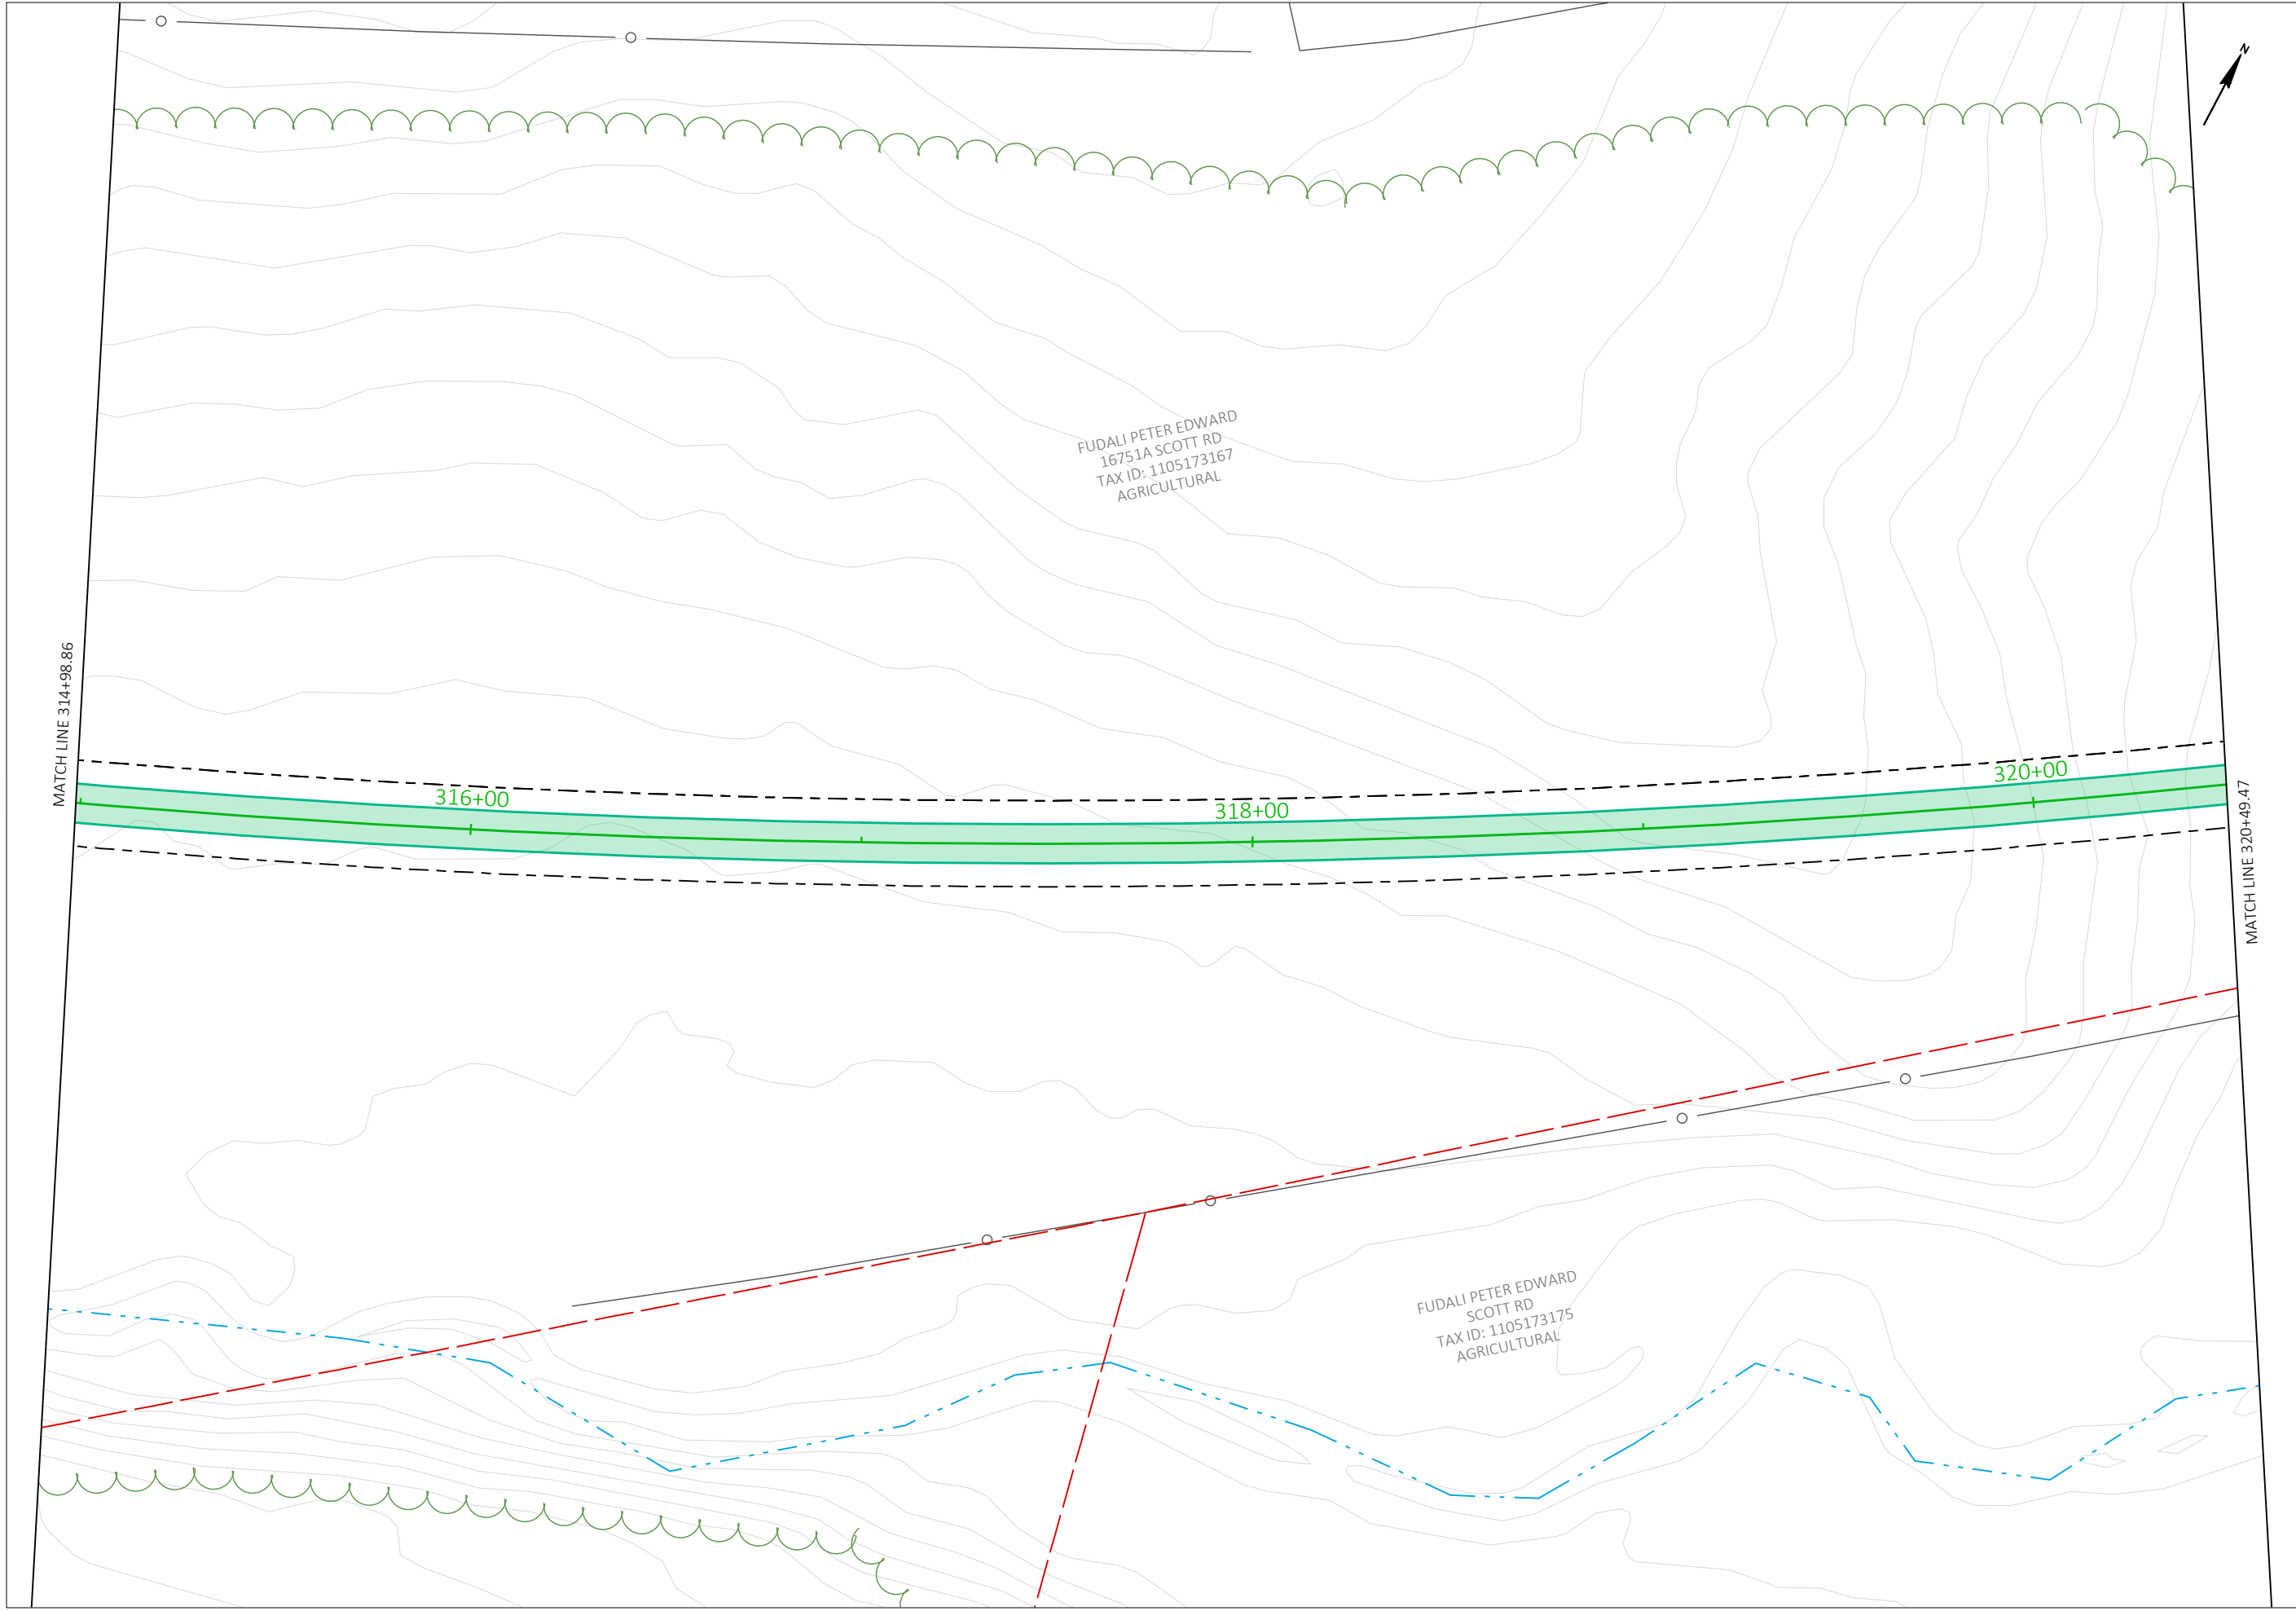 N
FUDALI PETER EDWARD
16751A SCOTT RD
TAX ID: 1105173167
AGRICULTURAL
MATCH LINE 314+98.86
316+00
318+00
320+00
MATCH LINE 320+49.47
FUDALI PETER EDWARD
SCOTT RD
TAX ID: 1105173175
AGRICULTURAL